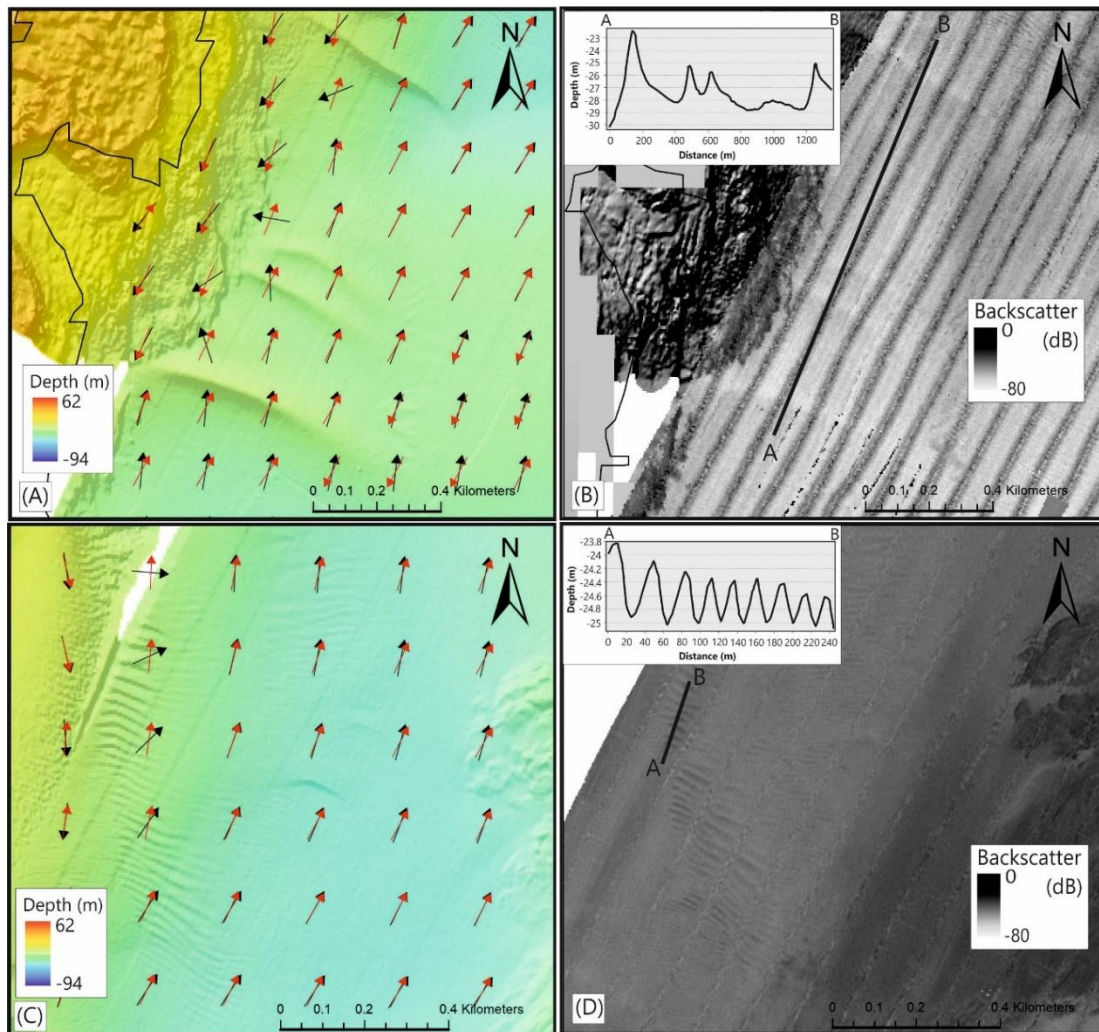 N
Depth (m)
62
-94
(A)
0 0.1 0.2 0.4 Kilometers
A B
-23
-24
-25
-26
-27
-28
-29
-30
Depth (m)
0 200 400 600 800 1000 1200
Distance (m)
B
N
A
Backscatter
0
(dB)
-80
(B)
0 0.1 0.2 0.4 Kilometers
N
Depth (m)
62
-94
(C)
0 0.1 0.2 0.4 Kilometers
A B
-23.8
-24
-24.2
-24.4
-24.6
-24.8
-25
Depth (m)
0 20 40 60 80 100 120 140 160 180 200 220 240
Distance (m)
N
B
A
Backscatter
0
(dB)
-80
(D)
0 0.1 0.2 0.4 Kilometers